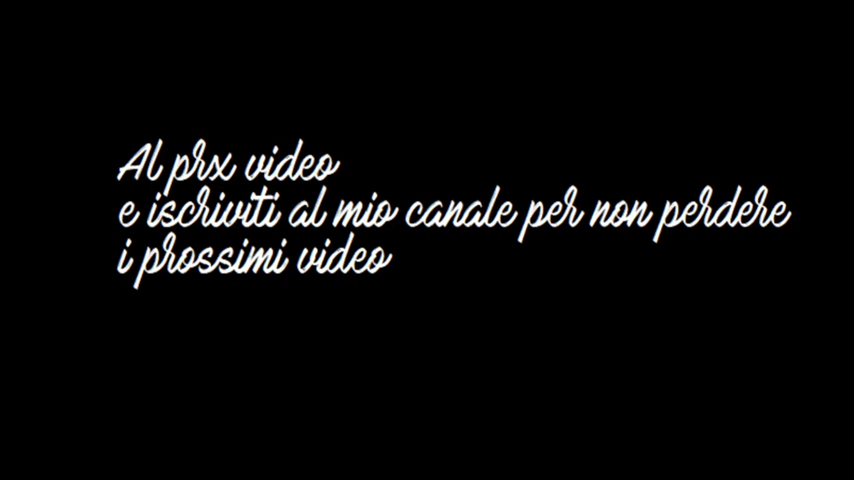 Al prx video
e iscriviti al mio canale per non perdere
i prossimi video